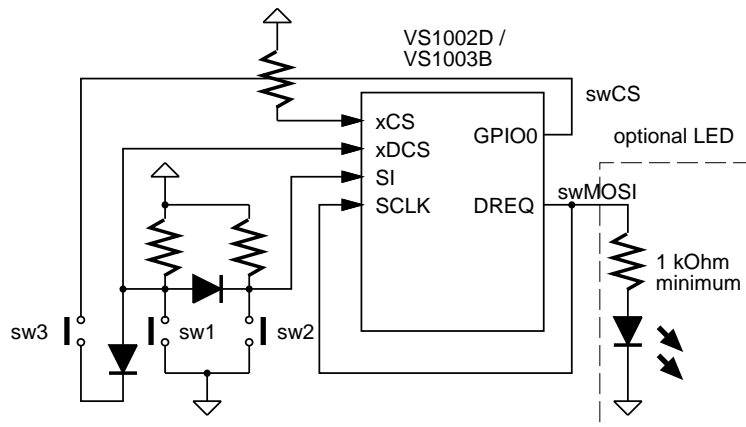 VS1002D /
VS1003B
swCS
xCS
GPIO0
optional LED
xDCS
SI
swMOSI
SCLK
DREQ
1 kOhm
minimum
sw3
sw1
sw2